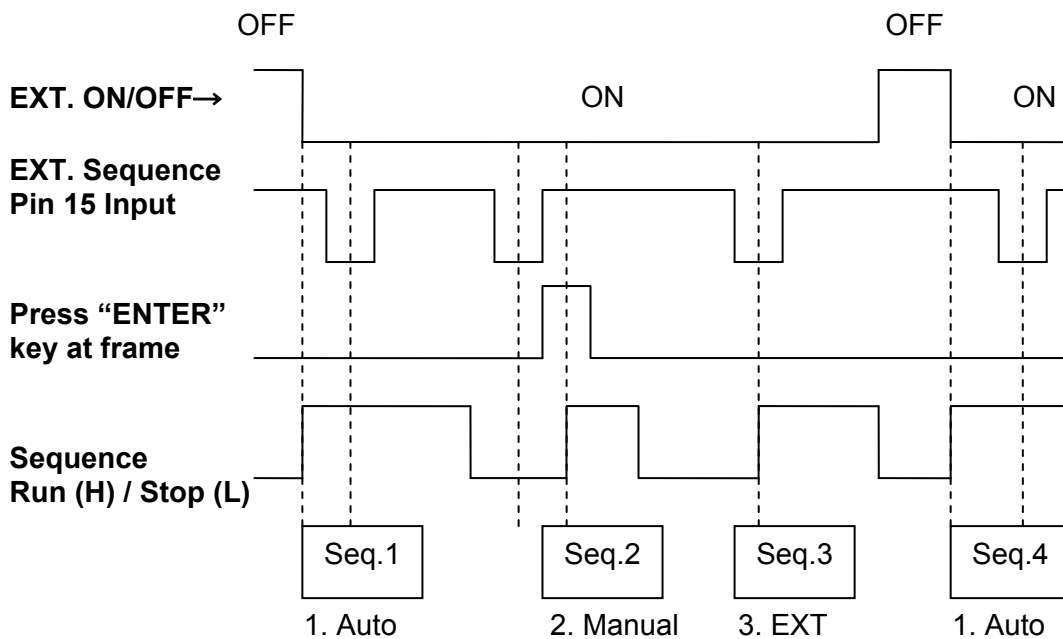 OFF OFF
EXT. ON/OFF→ ON ON
EXT. Sequence
Pin 15 Input
Press “ENTER”
key at frame
Sequence
Run (H) / Stop (L)
Seq.1 Seq.2 Seq.3 Seq.4
1. Auto 2. Manual 3. EXT 1. Auto